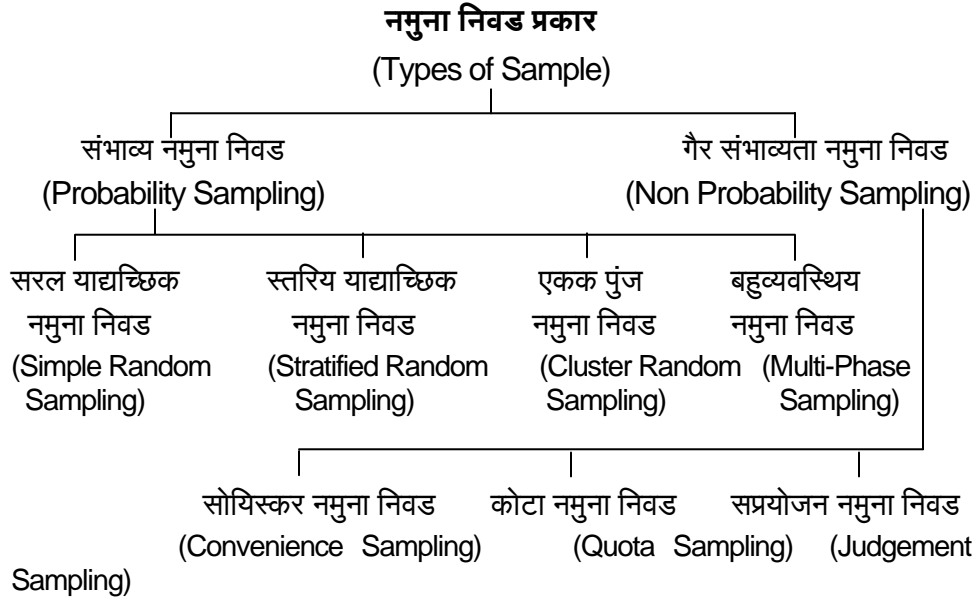 नमुना निवड प्रकार
(Types of Sample)
संभाव्य नमुना निवड गैर संभाव्यता नमुना निवड
(Probability Sampling) (Non Probability Sampling)
सरल याद्यच्छिक स्तरिय याद्याच्छिक एकक पुंज बहुव्यवस्थिय
नमुना निवड नमुना निवड नमुना निवड नमुना निवड
(Simple Random (Stratified Random (Cluster Random (Multi-Phase
Sampling) Sampling) Sampling) Sampling)
सोयिस्कर नमुना निवड कोटा नमुना निवड सप्रयोजन नमुना निवड
(Convenience Sampling) (Quota Sampling) (Judgement
Sampling)